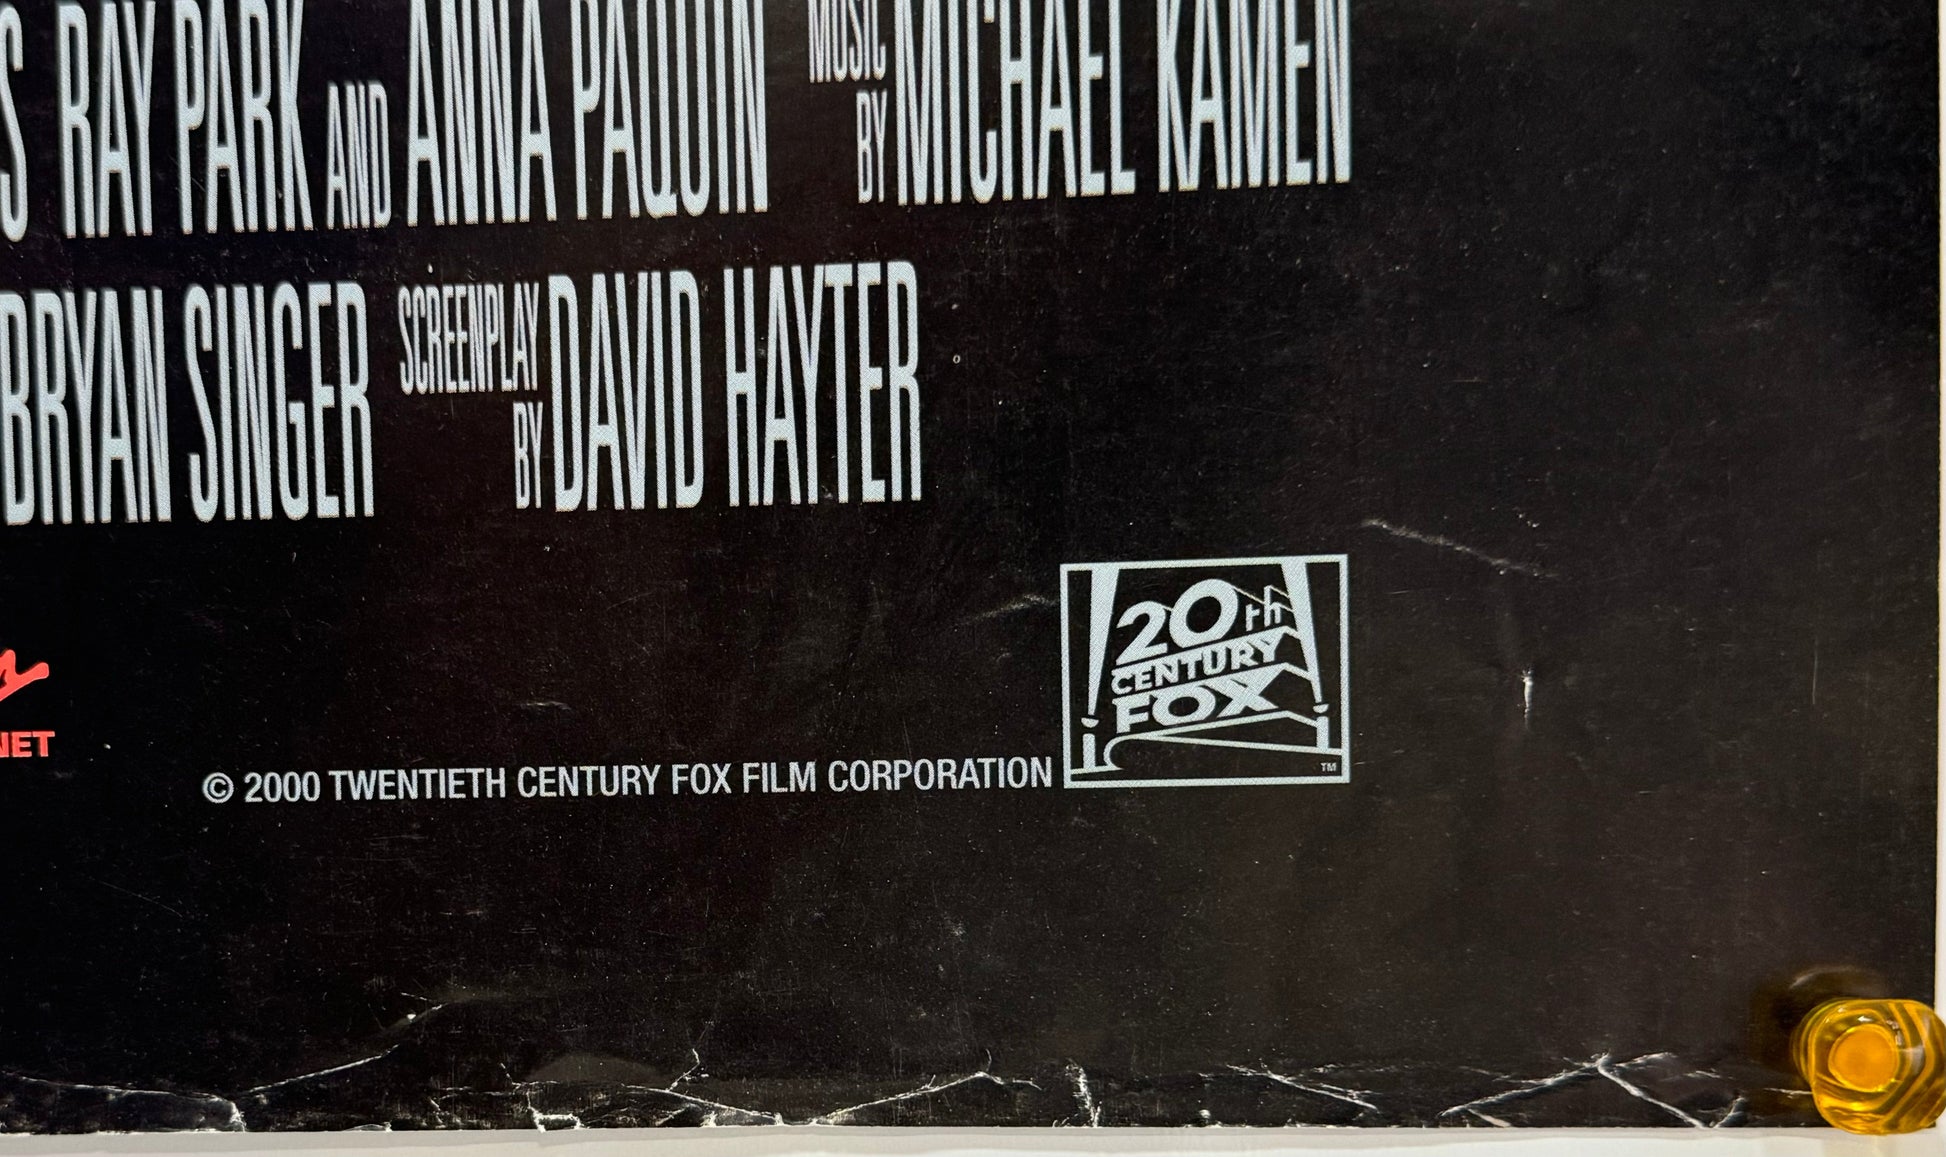 S RAY PARK AND ANNA PAQUIN MUSIC BY MICHAEL KAMEN
BRYAN SINGER SCREENPLAY BY DAVID HAYTER
20th
CENTURY
FOX
TM
© 2000 TWENTIETH CENTURY FOX FILM CORPORATION